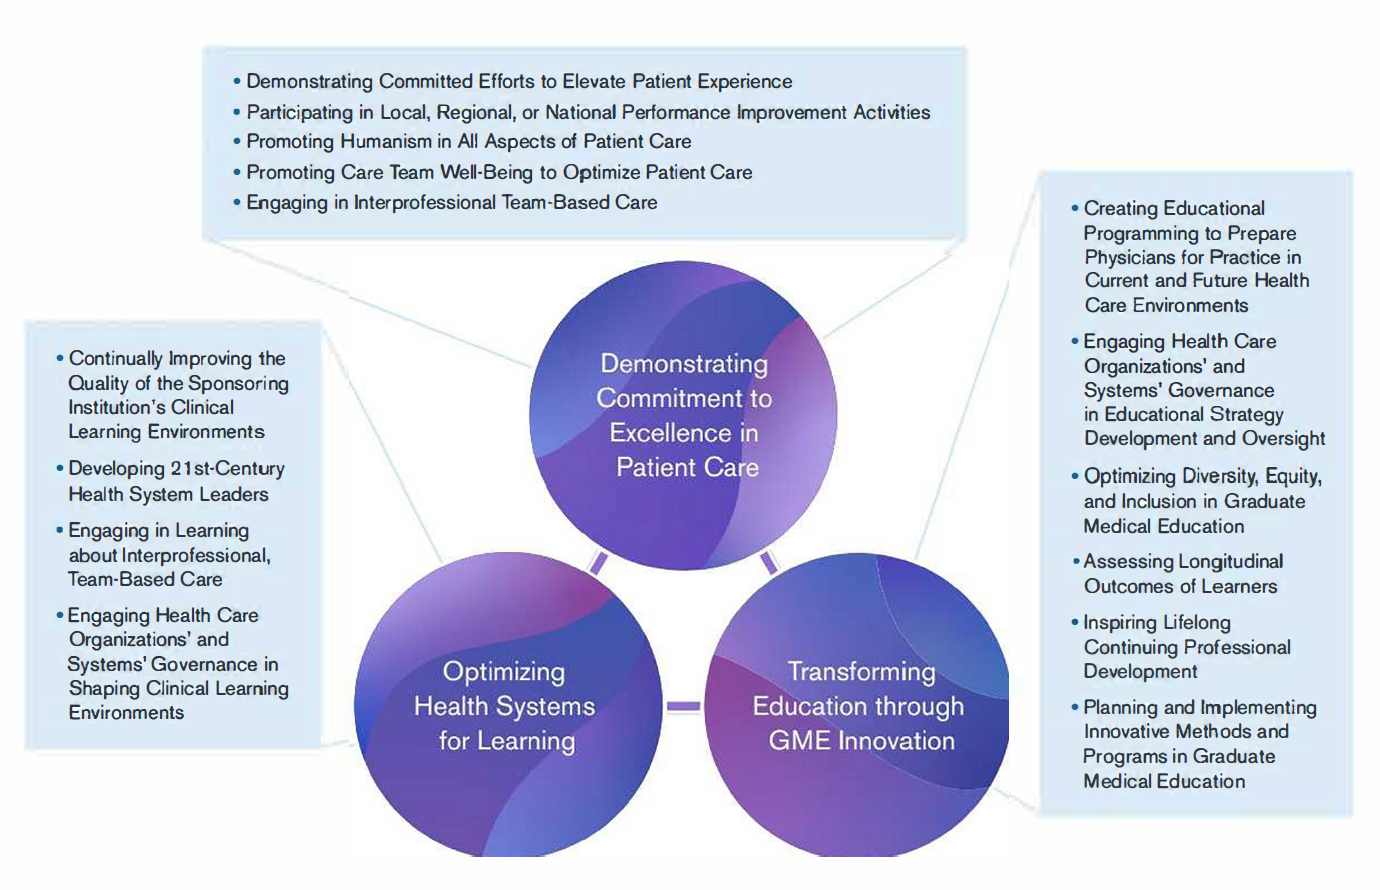 • Demonstrating Committed Efforts to Elevate Patient Experience
• Participating in Local, Regional, or National Performance Improvement Activities
• Promoting Humanism in All Aspects of Patient Care
• Promoting Care Team Well-Being to Optimize Patient Care
• Engaging in Interprofessional Team-Based Care
• Continually Improving the
Quality of the Sponsoring
Institution's Clinical
Learning Environments
• Developing 21st-Century
Health System Leaders
• Engaging in Learning
about Interprofessional,
Team-Based Care
• Engaging Health Care
Organizations' and
Systems' Governance in
Shaping Clinical Learning
Environments
Demonstrating
Commitment to
Excellence in
Patient Care
Optimizing
Health Systems
for Learning
Transforming
Education through
GME Innovation
• Creating Educational
Programming to Prepare
Physicians for Practice in
Current and Future Health
Care Environments
• Engaging Health Care
Organizations' and
Systems' Governance
in Educational Strategy
Development and Oversight
• Optimizing Diversity, Equity,
and Inclusion in Graduate
Medical Education
• Assessing Longitudinal
Outcomes of Learners
• Inspiring Lifelong
Continuing Professional
Development
• Planning and Implementing
Innovative Methods and
Programs in Graduate
Medical Education